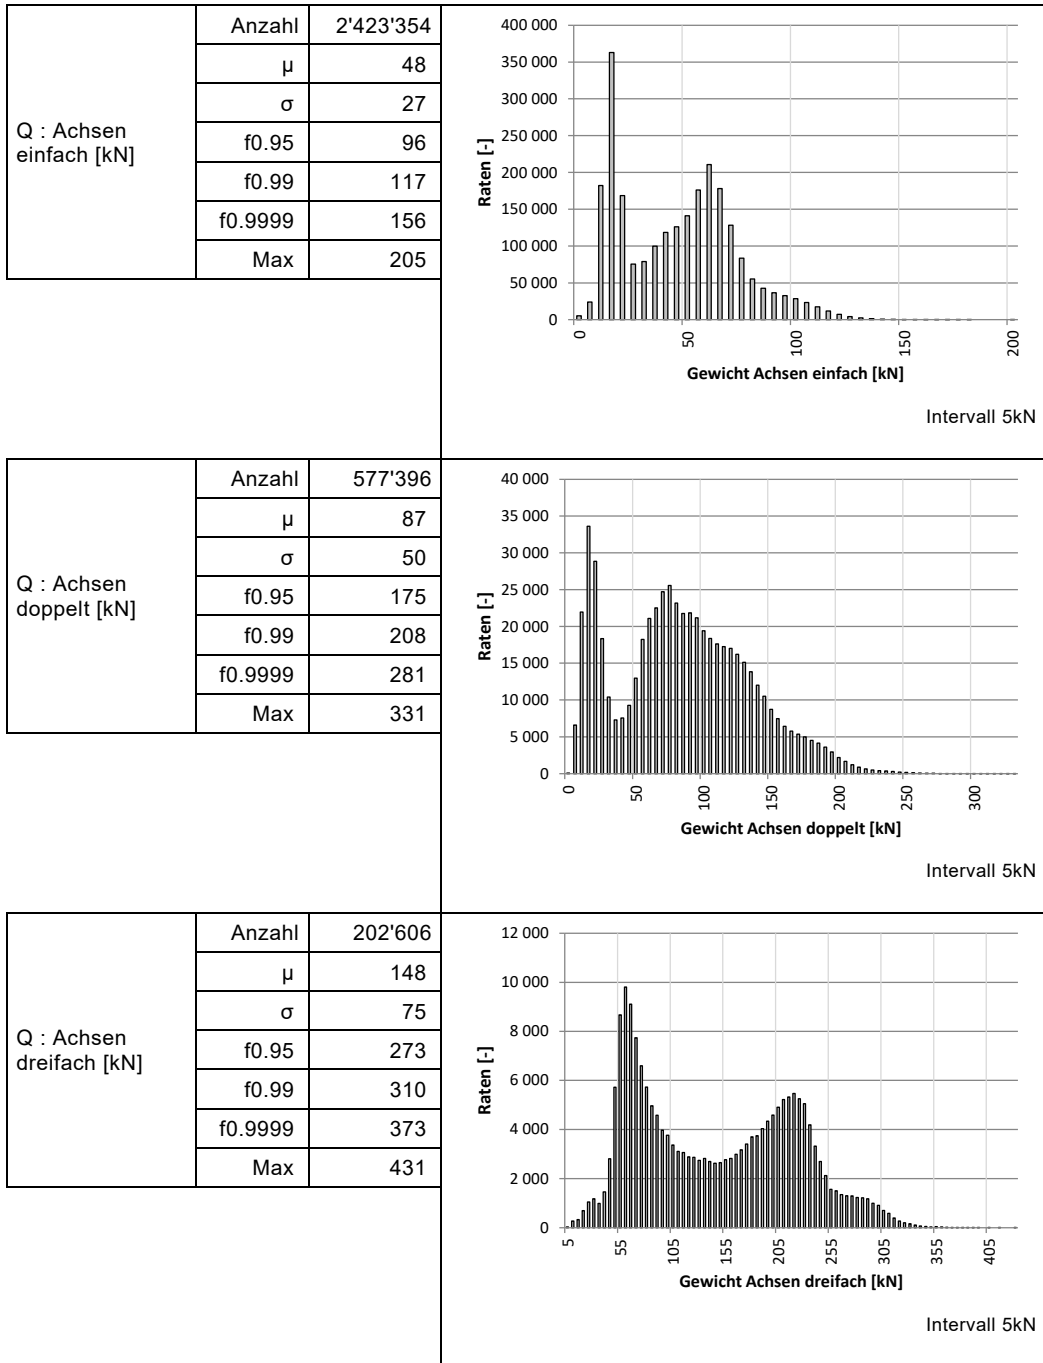 Q : Achsen
einfach [kN]
Anzahl 2'423'354
μ 48
σ 27
f0.95 96
f0.99 117
f0.9999 156
Max 205
400 000
350 000
300 000
250 000
200 000
150 000
100 000
50 000
0
Raten [-]
0 50 100 150 200
Gewicht Achsen einfach [kN]
Intervall 5kN
Q : Achsen
doppelt [kN]
Anzahl 577'396
μ 87
σ 50
f0.95 175
f0.99 208
f0.9999 281
Max 331
40 000
35 000
30 000
25 000
20 000
15 000
10 000
5 000
0
Raten [-]
0 50 100 150 200 250 300
Gewicht Achsen doppelt [kN]
Intervall 5kN
Q : Achsen
dreifach [kN]
Anzahl 202'606
μ 148
σ 75
f0.95 273
f0.99 310
f0.9999 373
Max 431
12 000
10 000
8 000
6 000
4 000
2 000
0
Raten [-]
5 55 105 155 205 255 305 355 405
Gewicht Achsen dreifach [kN]
Intervall 5kN